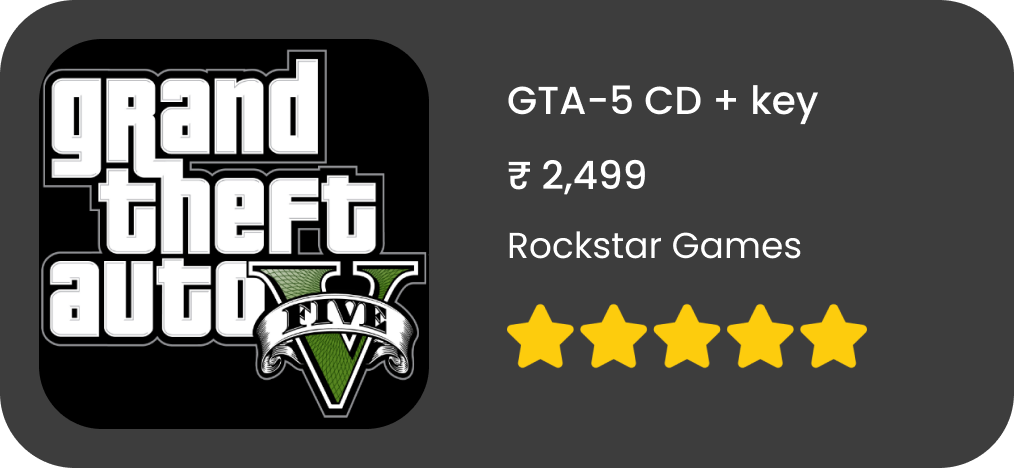 grand
theft
auto V
FIVE
GTA-5 CD + key
₹ 2,499
Rockstar Games